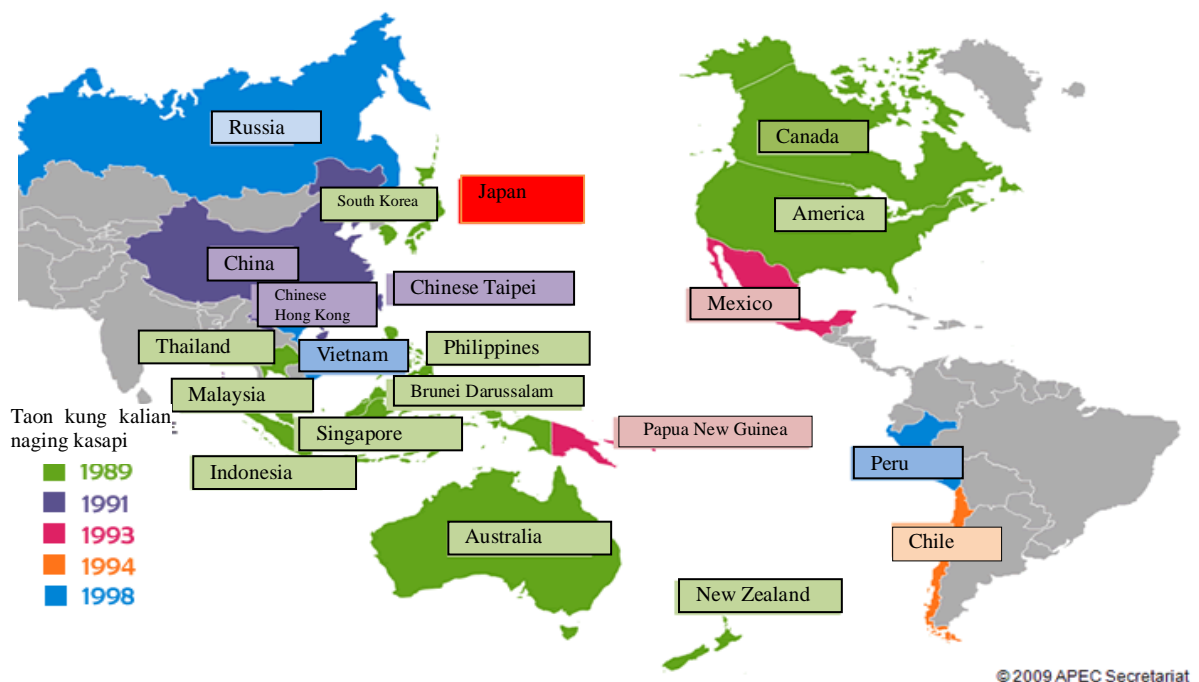 Russia
Canada
Japan
South Korea
America
China
Chinese Taipei
Chinese
Hong Kong
Mexico
Thailand
Vietnam
Philippines
Malaysia
Brunei Darussalam
Taon kung kalian
naging kasapi
Singapore
Papua New Guinea
Indonesia
Peru
1989
1991
1993
1994
1998
Australia
Chile
New Zealand
© 2009 APEC Secretariat